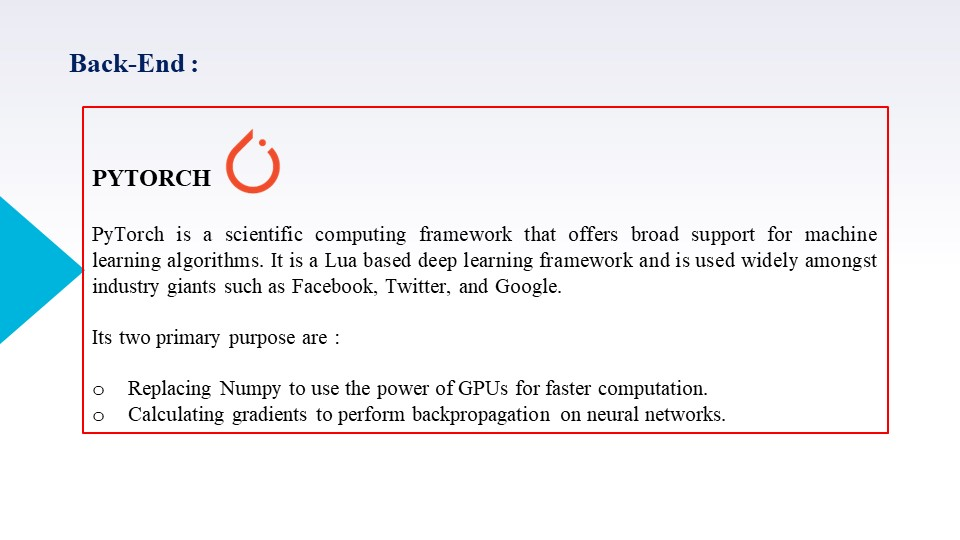 Back-End :
PYTORCH
PyTorch is a scientific computing framework that offers broad support for machine
learning algorithms. It is a Lua based deep learning framework and is used widely amongst
industry giants such as Facebook, Twitter, and Google.
Its two primary purpose are :
o Replacing Numpy to use the power of GPUs for faster computation.
o Calculating gradients to perform backpropagation on neural networks.